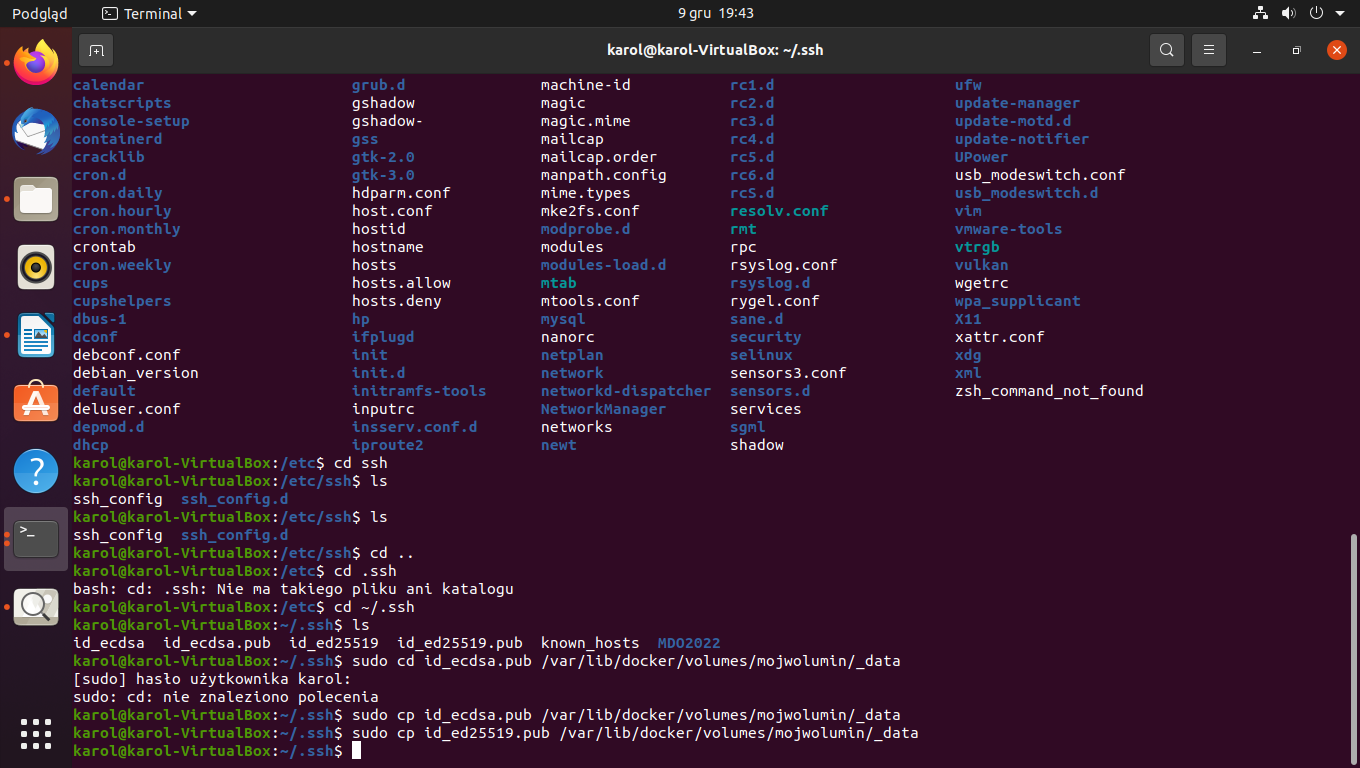 Podgląd Terminal 9 gru 19:43
karol@karol-VirtualBox: ~/.ssh
calendar grub.d machine-id rc1.d ufw
chatscripts gshadow magic rc2.d update-manager
console-setup gshadow- magic.mime rc3.d update-motd.d
containerd gss mailcap rc4.d update-notifier
cracklib gtk-2.0 mailcap.order rc5.d UPower
cron.d gtk-3.0 manpath.config rc6.d usb_modeswitch.conf
cron.daily hdparm.conf mime.types rcS.d usb_modeswitch.d
cron.hourly host.conf mke2fs.conf resolv.conf vim
cron.monthly hostid modprobe.d rmt vmware-tools
crontab hostname modules rpc vtrgb
cron.weekly hosts modules-load.d rsyslog.conf vulkan
cups hosts.allow mtab rsyslog.d wgetrc
cupshelpers hosts.deny mtools.conf rygel.conf wpa_supplicant
dbus-1 hp mysql sane.d X11
dconf ifplugd nanorc security xattr.conf
debconf.conf init netplan selinux xdg
debian_version init.d network sensors3.conf xml
default initramfs-tools networkd-dispatcher sensors.d zsh_command_not_found
deluser.conf inputrc NetworkManager services
depmod.d insserv.conf.d networks sgml
dhcp iproute2 newt shadow
karol@karol-VirtualBox:/etc$ cd ssh
karol@karol-VirtualBox:/etc/ssh$ ls
ssh_config ssh_config.d
karol@karol-VirtualBox:/etc/ssh$ ls
ssh_config ssh_config.d
karol@karol-VirtualBox:/etc/ssh$ cd ..
karol@karol-VirtualBox:/etc$ cd .ssh
bash: cd: .ssh: Nie ma takiego pliku ani katalogu
karol@karol-VirtualBox:/etc$ cd ~/.ssh
karol@karol-VirtualBox:~/.ssh$ ls
id_ecdsa id_ecdsa.pub id_ed25519 id_ed25519.pub known_hosts MDO2022
karol@karol-VirtualBox:~/.ssh$ sudo cd id_ecdsa.pub /var/lib/docker/volumes/mojwolumin/_data
[sudo] hasło użytkownika karol:
sudo: cd: nie znaleziono polecenia
karol@karol-VirtualBox:~/.ssh$ sudo cp id_ecdsa.pub /var/lib/docker/volumes/mojwolumin/_data
karol@karol-VirtualBox:~/.ssh$ sudo cp id_ed25519.pub /var/lib/docker/volumes/mojwolumin/_data
karol@karol-VirtualBox:~/.ssh$